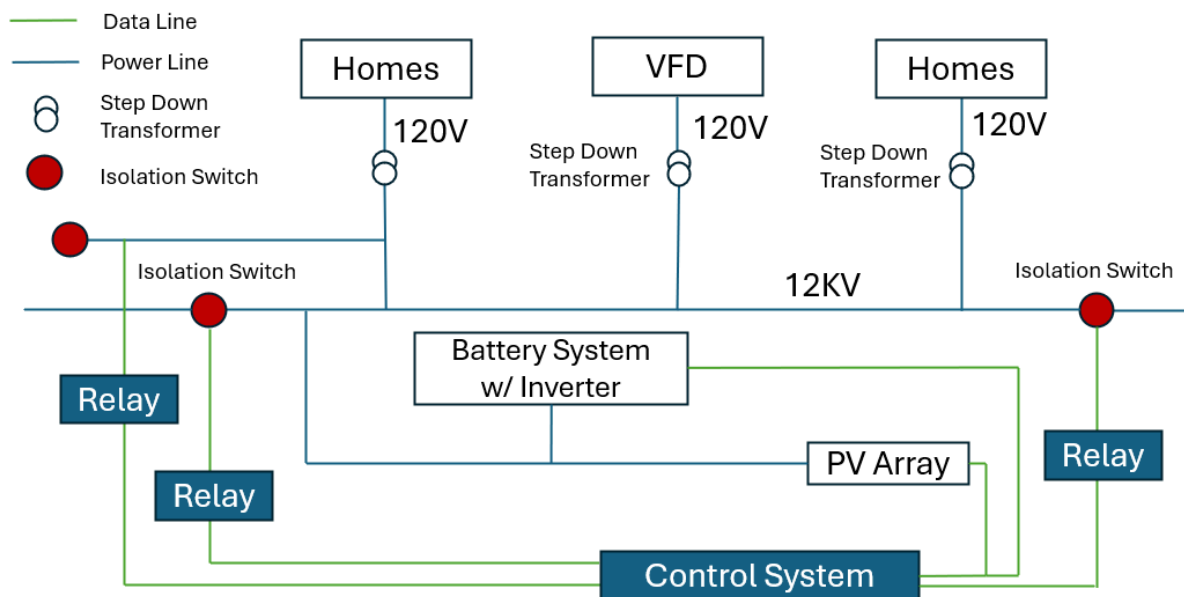 Data Line
Power Line
Step Down
Transformer
Isolation Switch
Homes
VFD
Homes
120V
120V
120V
Step Down
Transformer
Step Down
Transformer
Isolation Switch
Isolation Switch
12KV
Battery System
w/ Inverter
Relay
Relay
PV Array
Relay
Control System